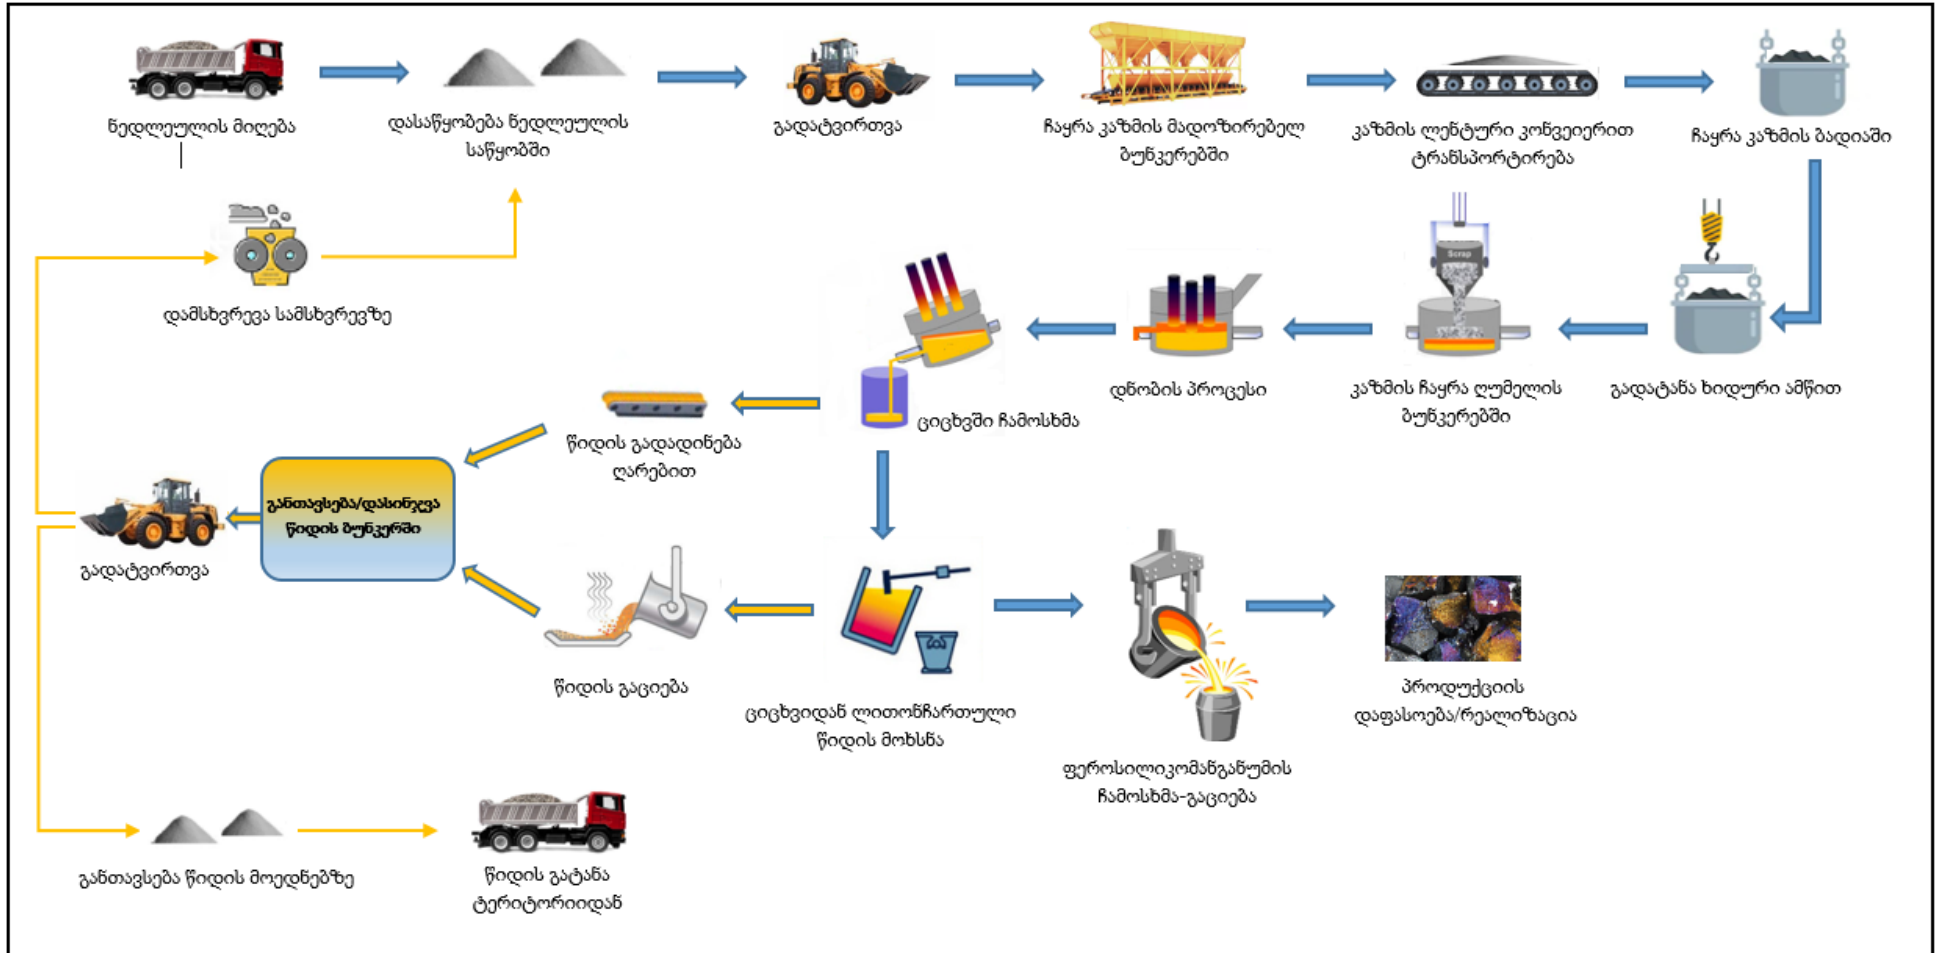 ნედლეულის მიღება
დასაწყობება ნედლეულის
საწყობში
გადატვირთვა
ჩაყრა კაზმის მადოზირებელ
ბუნკერებში
კაზმის ლენტური კონვეიერით
ტრანსპორტირება
ჩაყრა კაზმის ბადიაში
დამსხვრევა სამსხვრევზე
Scrap
გადატანა ხიდური ამწით
კაზმის ჩაყრა ღუმელის
ბუნკერებში
დნობის პროცესი
ციცხვში ჩამოსხმა
წიდის გადადინება
ღარებით
განთავსება/დასინჯვა
წიდის ბუნკერში
გადატვირთვა
წიდის გაციება
ციცხვიდან ლითონჩართული
წიდის მოხსნა
ფეროსილიკომანგანუმის
ჩამოსხმა-გაციება
პროდუქციის
დაფასოება/რეალიზაცია
განთავსება წიდის მოედნებზე
წიდის გატანა
ტერიტორიიდან